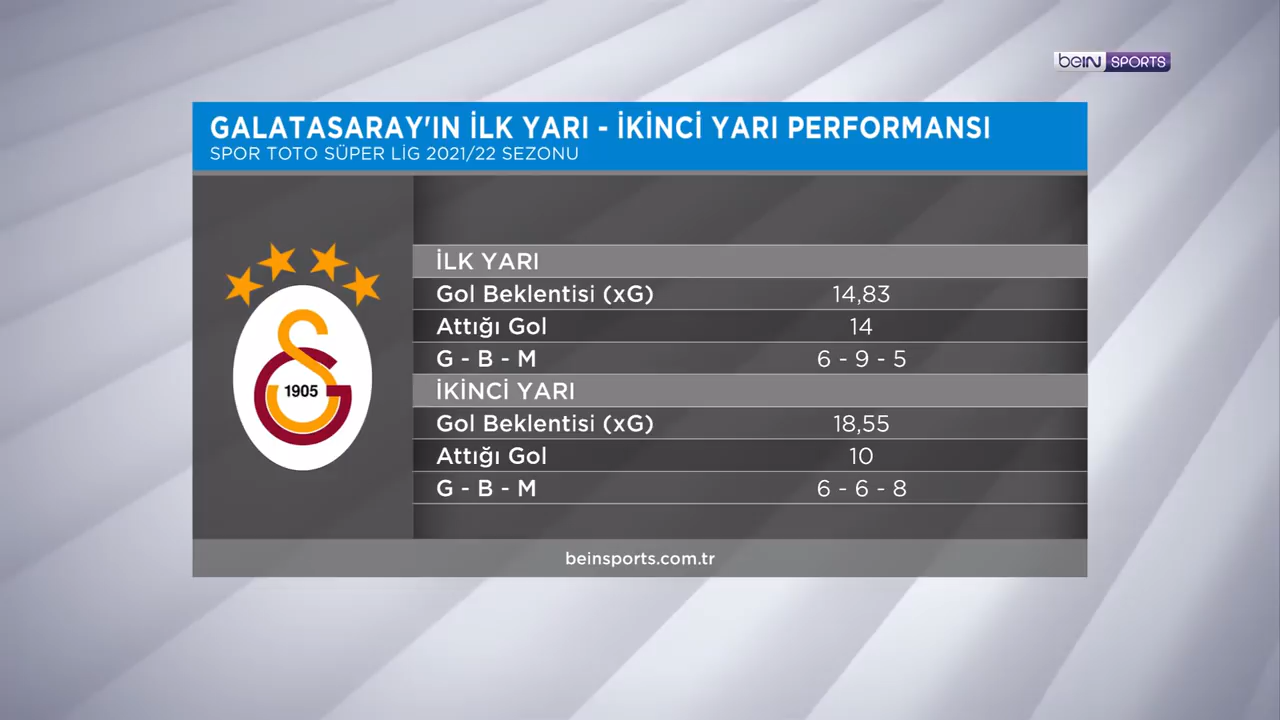 beIN SPORTS
GALATASARAY'IN İLK YARI - İKİNCİ YARI PERFORMANSI
SPOR TOTO SÜPER LİG 2021/22 SEZONU
1905
İLK YARI
Gol Beklentisi (xG) 14,83
Attığı Gol 14
G - B - M 6 - 9 - 5
İKİNCİ YARI
Gol Beklentisi (xG) 18,55
Attığı Gol 10
G - B - M 6 - 6 - 8
beinsports.com.tr